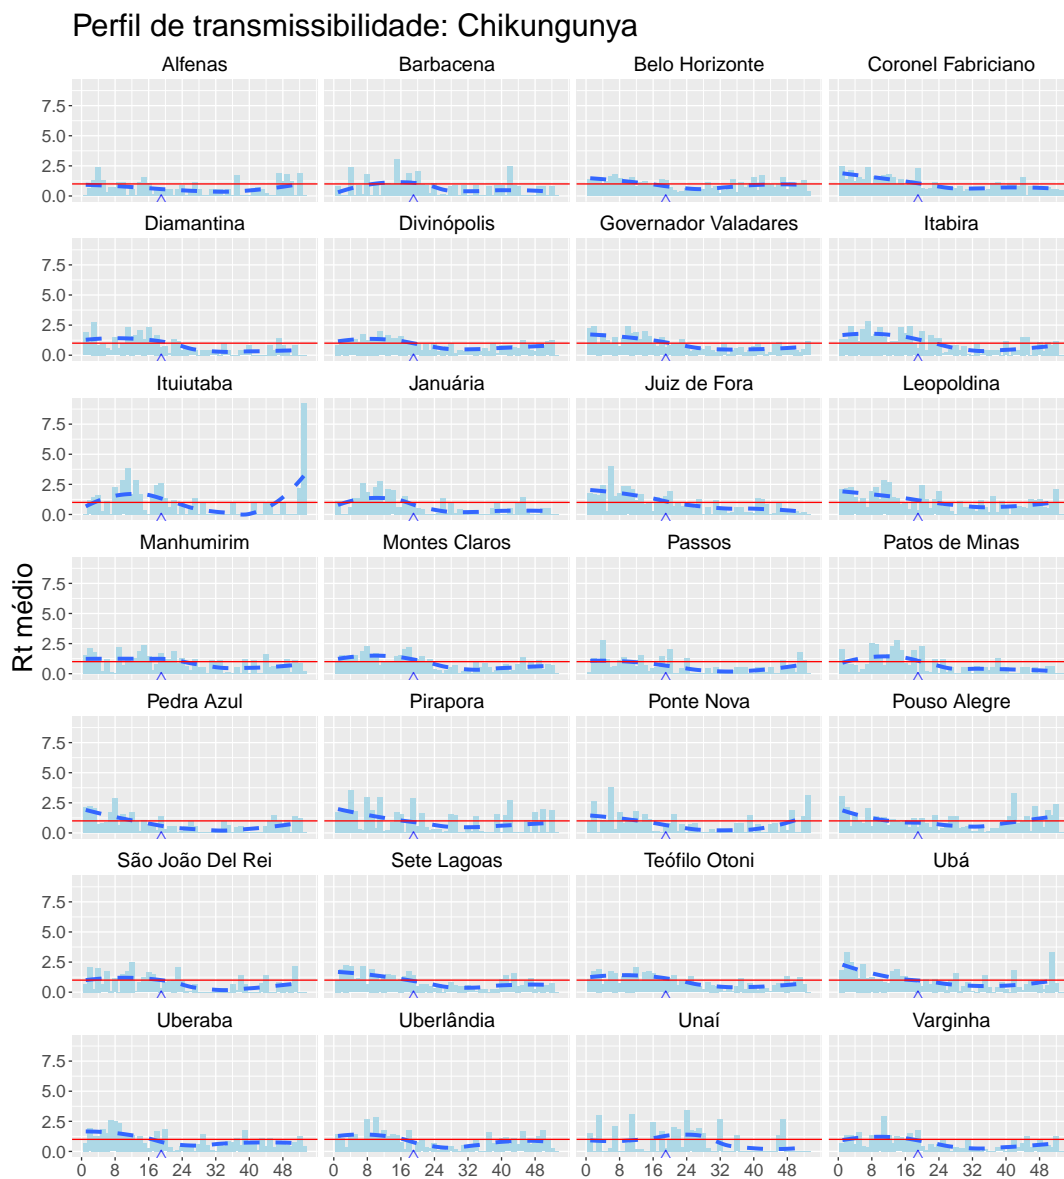 Perfil de transmissibilidade: Chikungunya
Alfenas Barbacena Belo Horizonte Coronel Fabriciano
7.5
5.0
2.5
0.0
Diamantina Divinópolis Governador Valadares Itabira
7.5
5.0
2.5
0.0
Ituiutaba Januária Juiz de Fora Leopoldina
7.5
5.0
2.5
0.0
Manhumirim Montes Claros Passos Patos de Minas
7.5
5.0
2.5
0.0
Rt médio
Pedra Azul Pirapora Ponte Nova Pouso Alegre
7.5
5.0
2.5
0.0
São João Del Rei Sete Lagoas Teófilo Otoni Ubá
7.5
5.0
2.5
0.0
Uberaba Uberlândia Unaí Varginha
7.5
5.0
2.5
0.0
0 8 16 24 32 40 48 0 8 16 24 32 40 48 0 8 16 24 32 40 48 0 8 16 24 32 40 48